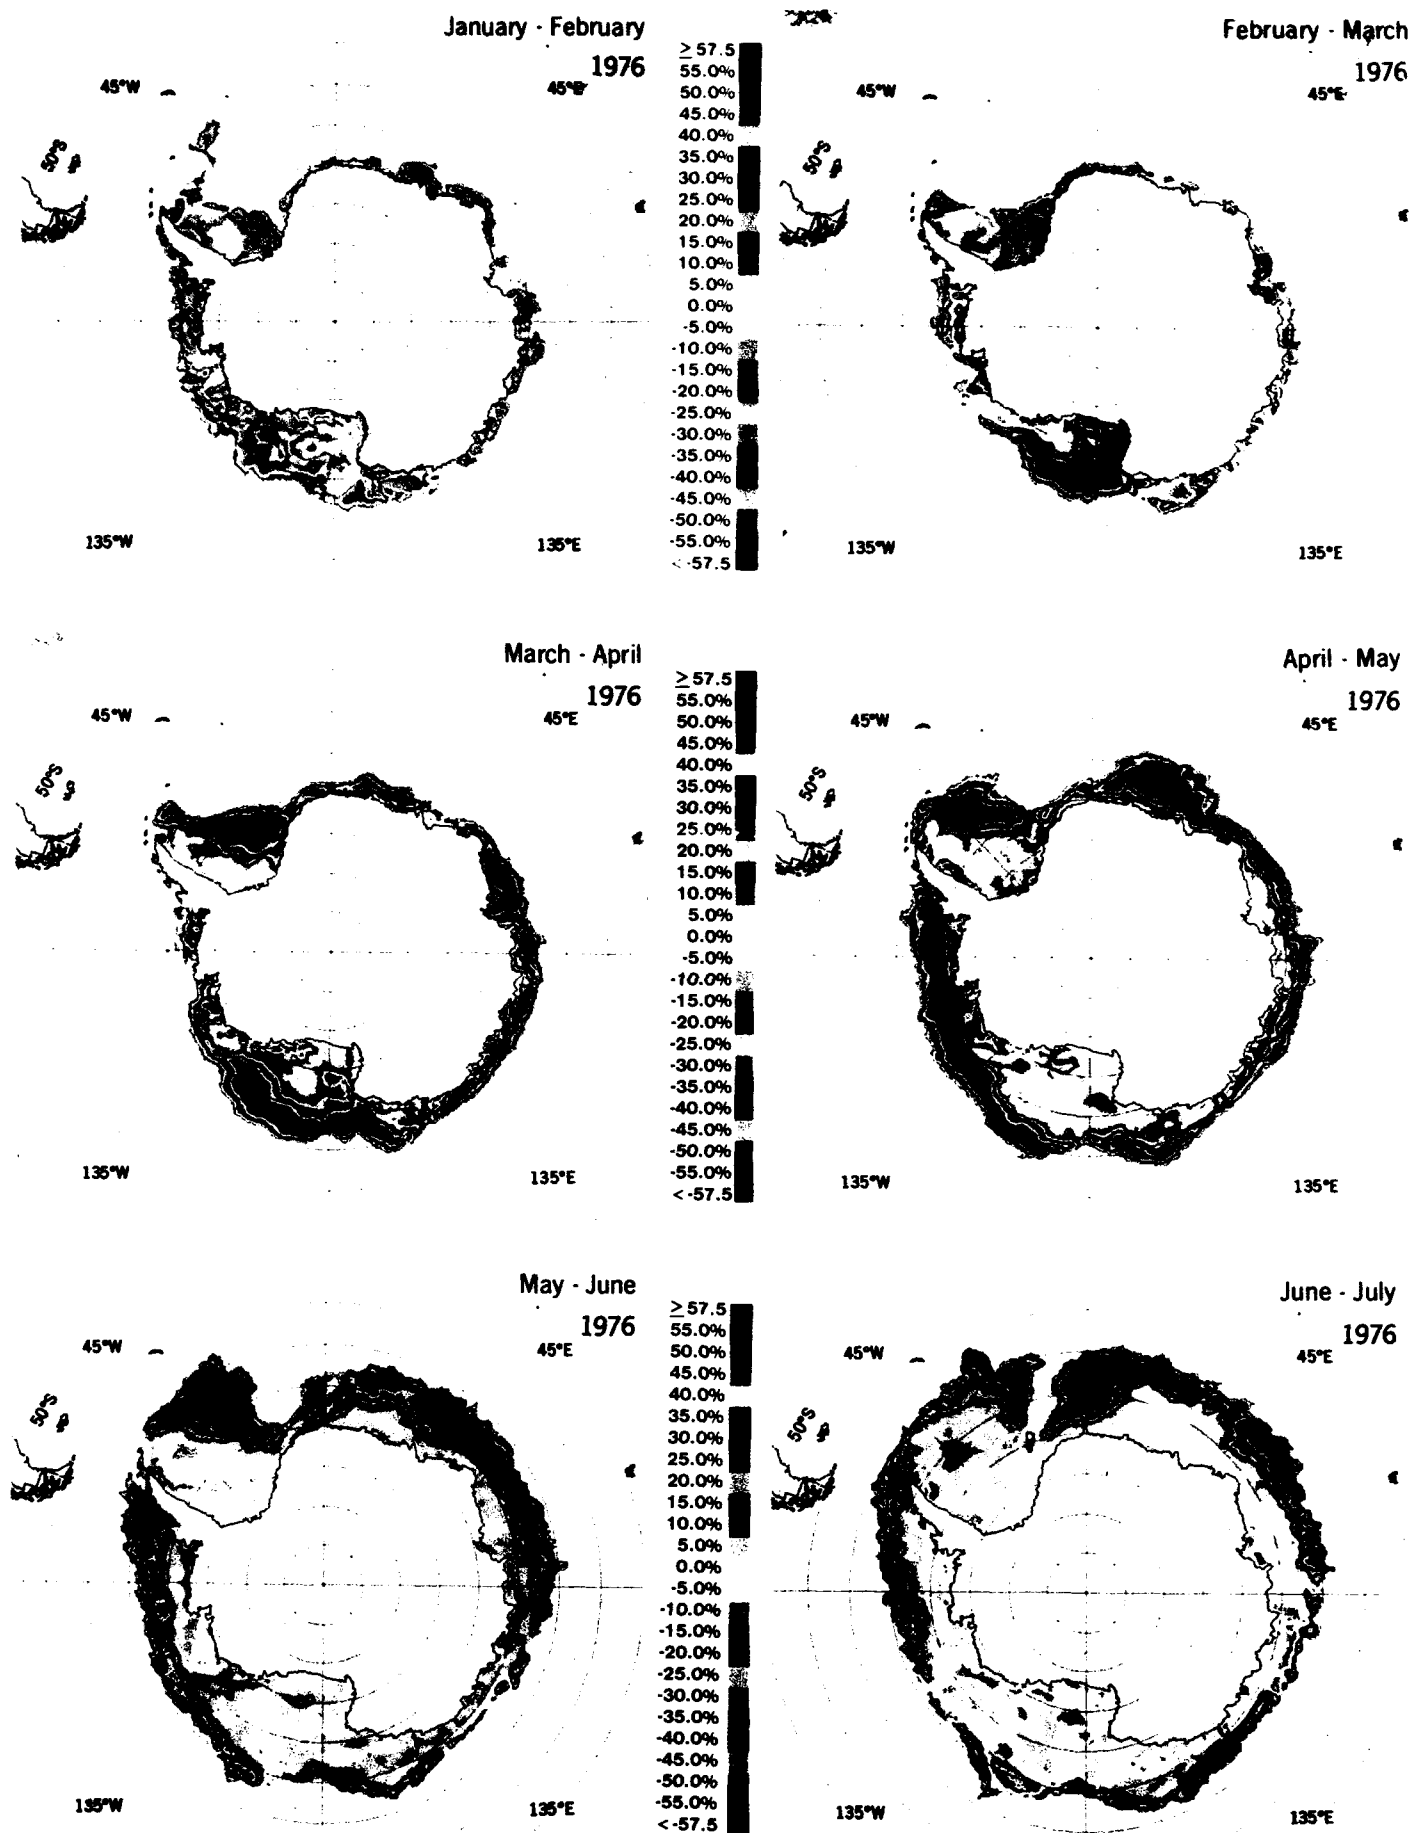 January - February
1976
45°W
45°E
50°S
135°W
135°E
≥57.5
55.0%
50.0%
45.0%
40.0%
35.0%
30.0%
25.0%
20.0%
15.0%
10.0%
5.0%
0.0%
-5.0%
-10.0%
-15.0%
-20.0%
-25.0%
-30.0%
-35.0%
-40.0%
-45.0%
-50.0%
-55.0%
<-57.5
February - March
1976
45°W
45°E
50°S
135°W
135°E
March - April
1976
45°W
45°E
50°S
135°W
135°E
≥57.5
55.0%
50.0%
45.0%
40.0%
35.0%
30.0%
25.0%
20.0%
15.0%
10.0%
5.0%
0.0%
-5.0%
-10.0%
-15.0%
-20.0%
-25.0%
-30.0%
-35.0%
-40.0%
-45.0%
-50.0%
-55.0%
<-57.5
April - May
1976
45°W
45°E
50°S
135°W
135°E
May - June
1976
45°W
45°E
50°S
135°W
135°E
≥57.5
55.0%
50.0%
45.0%
40.0%
35.0%
30.0%
25.0%
20.0%
15.0%
10.0%
5.0%
0.0%
-5.0%
-10.0%
-15.0%
-20.0%
-25.0%
-30.0%
-35.0%
-40.0%
-45.0%
-50.0%
-55.0%
<-57.5
June - July
1976
45°W
45°E
50°S
135°W
135°E